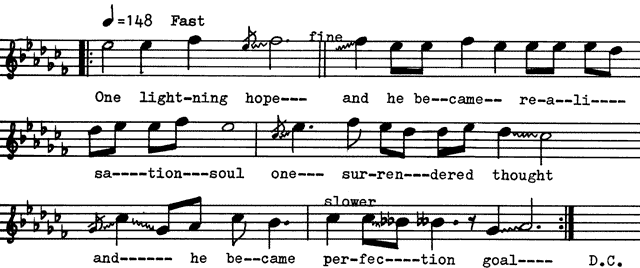 ♩=148 Fast
fine
One light-ning hope--- and he be--came-- re-a--li----
sa----tion---soul one--- sur-ren---dered thought
slower
and------ he be--came per-fec----tion goal---- D.C.